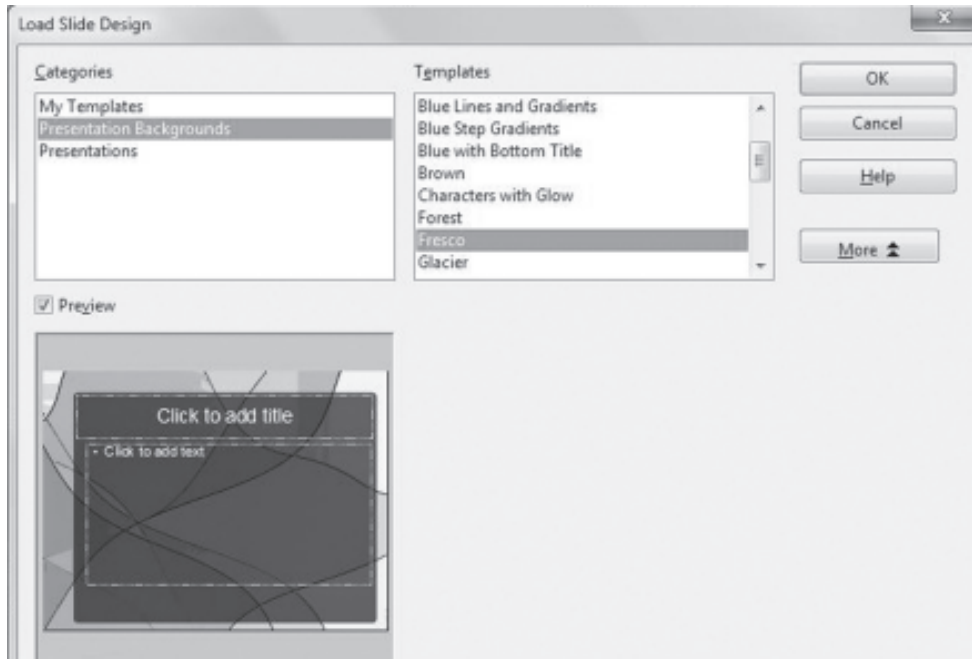 Load Slide Design
Categories
My Templates
Presentation Backgrounds
Presentations
Templates
Blue Lines and Gradients
Blue Step Gradients
Blue with Bottom Title
Brown
Characters with Glow
Forest
Fresco
Glacier
OK
Cancel
Help
More
Preview
Click to add title
• Click to add text